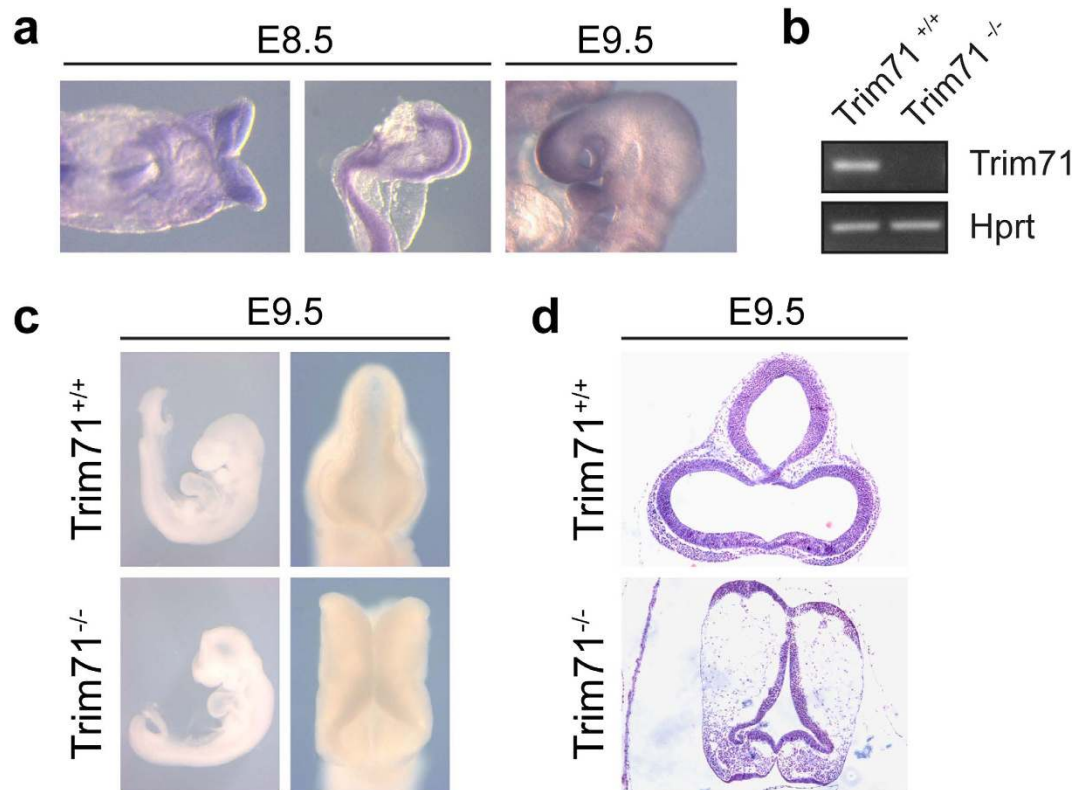 a
E8.5
E9.5
b
Trim71 +/+
Trim71 -/-
Trim71
Hprt
c
E9.5
Trim71+/+
Trim71-/-
d
E9.5
Trim71+/+
Trim71-/-